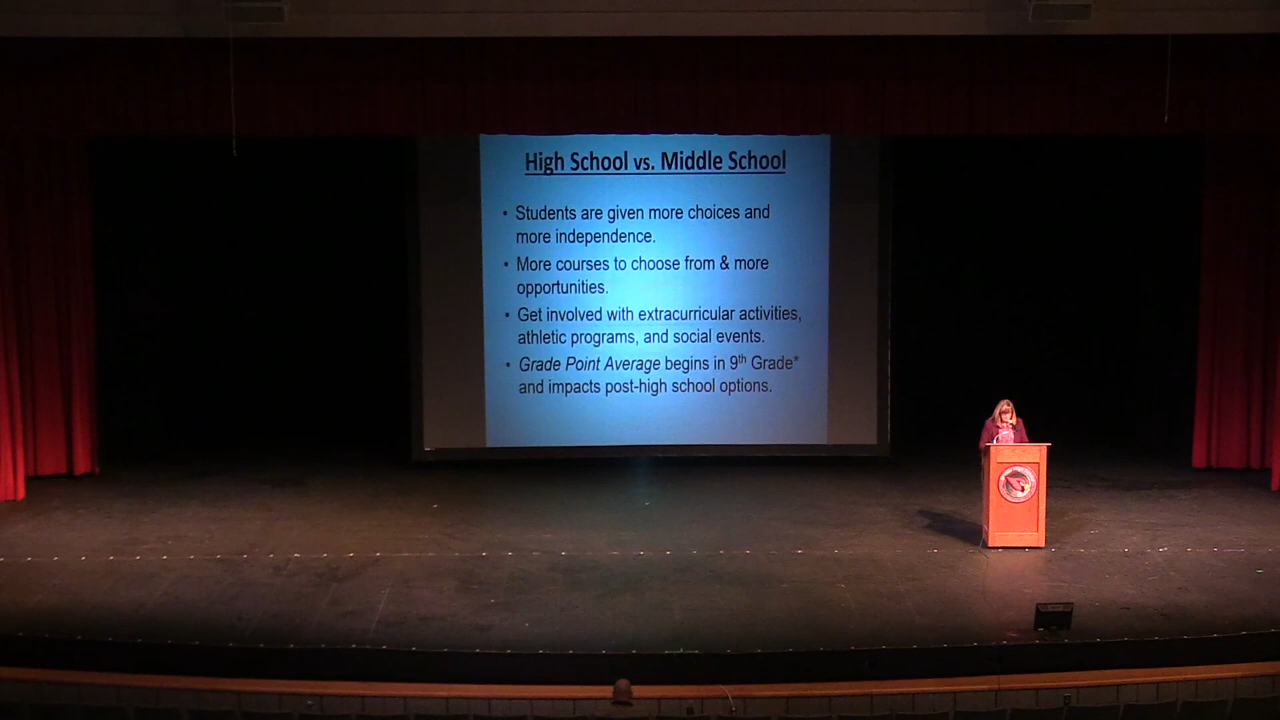 High School vs. Middle School
• Students are given more choices and
more independence.
• More courses to choose from & more
opportunities.
• Get involved with extracurricular activities,
athletic programs, and social events.
• Grade Point Average begins in 9th Grade*
and impacts post-high school options.